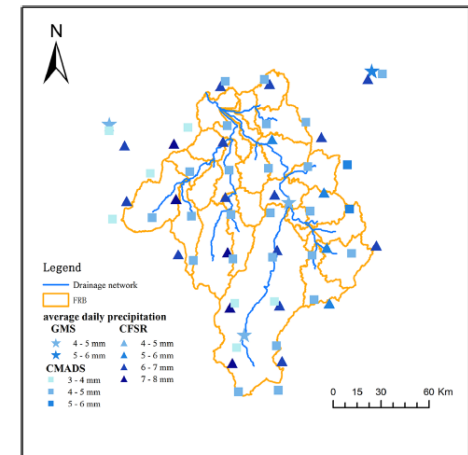 N
Legend
Drainage network
FRB
average daily precipitation
GMS CFSR
4 - 5 mm 4 - 5 mm
5 - 6 mm 5 - 6 mm
CMADS 6 - 7 mm
3 - 4 mm 7 - 8 mm
4 - 5 mm
5 - 6 mm
0 15 30 60 Km